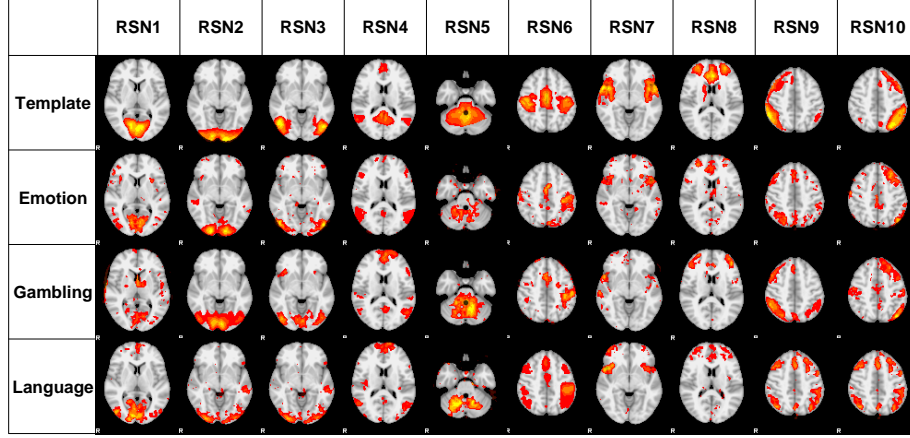 RSN1 RSN2 RSN3 RSN4 RSN5 RSN6 RSN7 RSN8 RSN9 RSN10
Template
R R R R R R R R R
Emotion
R R R R R R R R
Gambling
R R R R R R R R
Language
R R R R R R R R R R